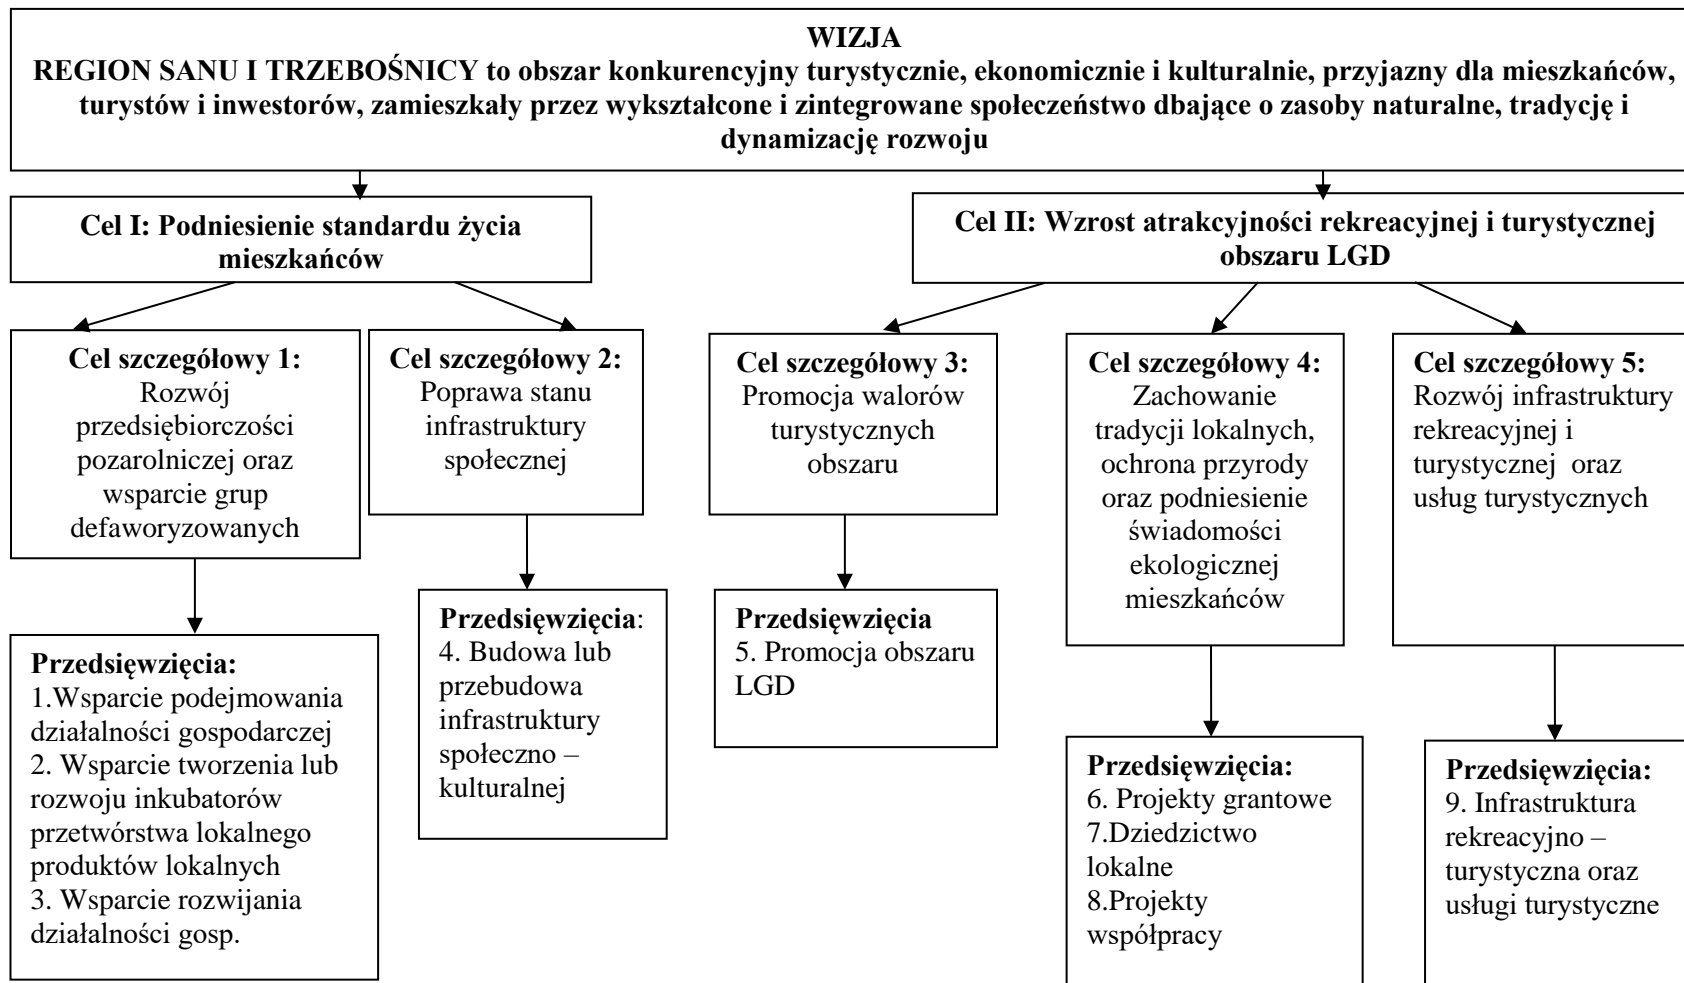 WIZJA
REGION SANU I TRZEBOŚNICY to obszar konkurencyjny turystycznie, ekonomicznie i kulturalnie, przyjazny dla mieszkańców,
turystów i inwestorów, zamieszkały przez wykształcone i zintegrowane społeczeństwo dbające o zasoby naturalne, tradycję i
dynamizację rozwoju
Cel I: Podniesienie standardu życia
mieszkańców
Cel II: Wzrost atrakcyjności rekreacyjnej i turystycznej
obszaru LGD
Cel szczegółowy 1:
Rozwój
przedsiębiorczości
pozarolniczej oraz
wsparcie grup
defaworyzowanych
Cel szczegółowy 2:
Poprawa stanu
infrastruktury
społecznej
Cel szczegółowy 3:
Promocja walorów
turystycznych
obszaru
Cel szczegółowy 4:
Zachowanie
tradycji lokalnych,
ochrona przyrody
oraz podniesienie
świadomości
ekologicznej
mieszkańców
Cel szczegółowy 5:
Rozwój infrastruktury
rekreacyjnej i
turystycznej oraz
usług turystycznych
Przedsięwzięcia:
1.Wsparcie podejmowania
działalności gospodarczej
2. Wsparcie tworzenia lub
rozwoju inkubatorów
przetwórstwa lokalnego
produktów lokalnych
3. Wsparcie rozwijania
działalności gosp.
Przedsięwzięcia:
4. Budowa lub
przebudowa
infrastruktury
społeczno –
kulturalnej
Przedsięwzięcia
5. Promocja obszaru
LGD
Przedsięwzięcia:
6. Projekty grantowe
7.Dziedzictwo
lokalne
8.Projekty
współpracy
Przedsięwzięcia:
9. Infrastruktura
rekreacyjno –
turystyczna oraz
usługi turystyczne